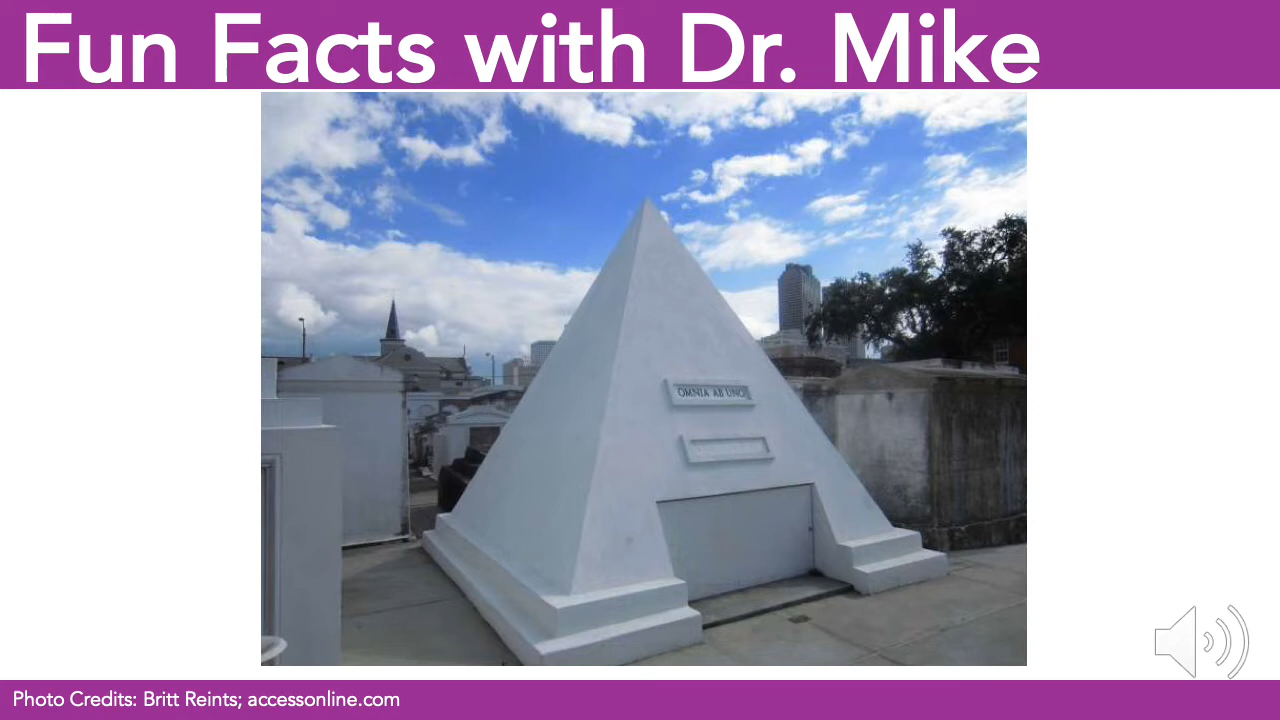 Fun Facts with Dr. Mike
OMNIA AB UNO
Photo Credits: Britt Reints; accessonline.com